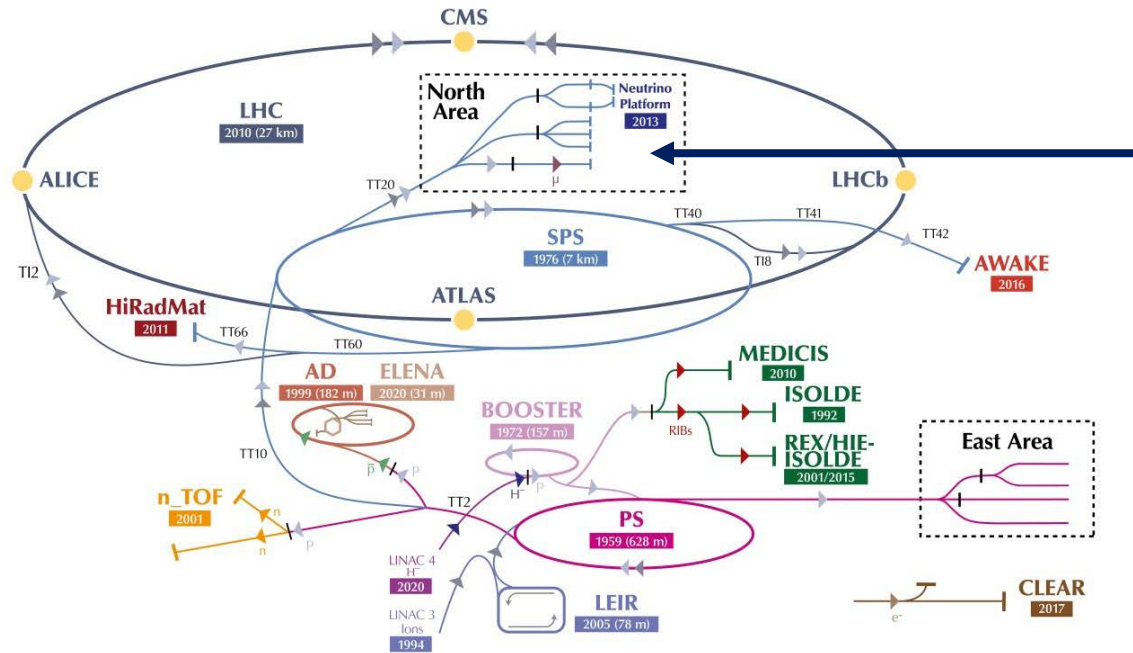 CMS
North
Area
Neutrino
Platform
2013
LHC
2010 (27 km)
μ
ALICE
LHCb
TT20
TT40
TT41
TT42
SPS
1976 (7 km)
TI8
TI2
AWAKE
2016
ATLAS
HiRadMat
2011
TT66
TT60
MEDICIS
2010
AD
1999 (182 m)
ELENA
2020 (31 m)
ISOLDE
1992
BOOSTER
1972 (157 m)
RIBs
REX/HIE-
ISOLDE
2001/2015
East Area
TT10
p̅
p
TT2
H⁻
p
n_TOF
2001
n
n
p
PS
1959 (628 m)
LINAC 4
H⁻
2020
LEIR
2005 (78 m)
LINAC 3
Ions
1994
CLEAR
2017
e⁻